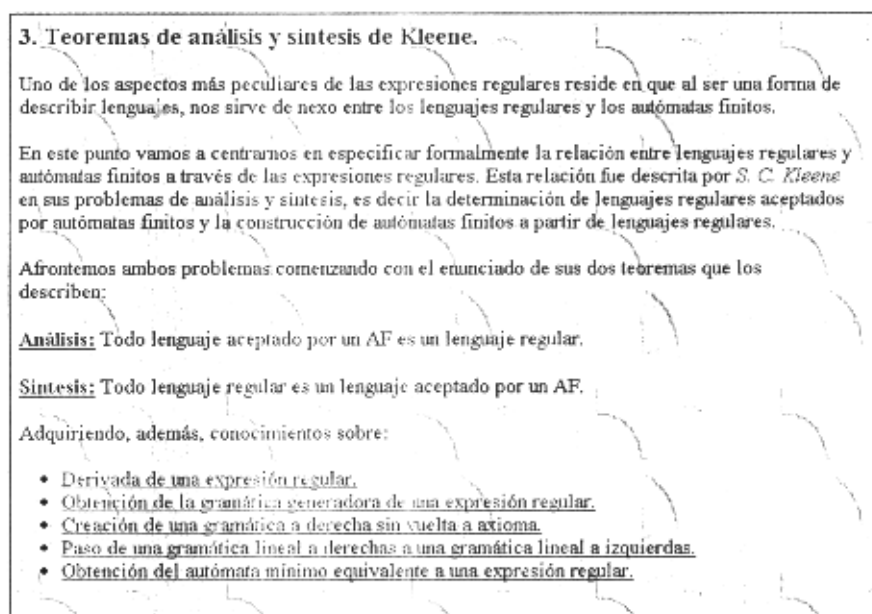 3. Teoremas de análisis y síntesis de Kleene.
Uno de los aspectos más peculiares de las expresiones regulares reside en que al ser una forma de
describir lenguajes, nos sirve de nexo entre los lenguajes regulares y los autómatas finitos.
En este punto vamos a centrarnos en especificar formalmente la relación entre lenguajes regulares y
autómatas finitos a través de las expresiones regulares. Esta relación fue descrita por S. C. Kleene
en sus problemas de análisis y síntesis, es decir la determinación de lenguajes regulares aceptados
por autómatas finitos y la construcción de autómatas finitos a partir de lenguajes regulares.
Afrontemos ambos problemas comenzando con el enunciado de sus dos teoremas que los
describen:
Análisis: Todo lenguaje aceptado por un AF es un lenguaje regular.
Síntesis: Todo lenguaje regular es un lenguaje aceptado por un AF.
Adquiriendo, además, conocimientos sobre:
• Derivada de una expresión regular.
• Obtención de la gramática generadora de una expresión regular.
• Creación de una gramática a derecha sin vuelta a axioma.
• Paso de una gramática lineal a derechas a una gramática lineal a izquierdas.
• Obtención del autómata mínimo equivalente a una expresión regular.